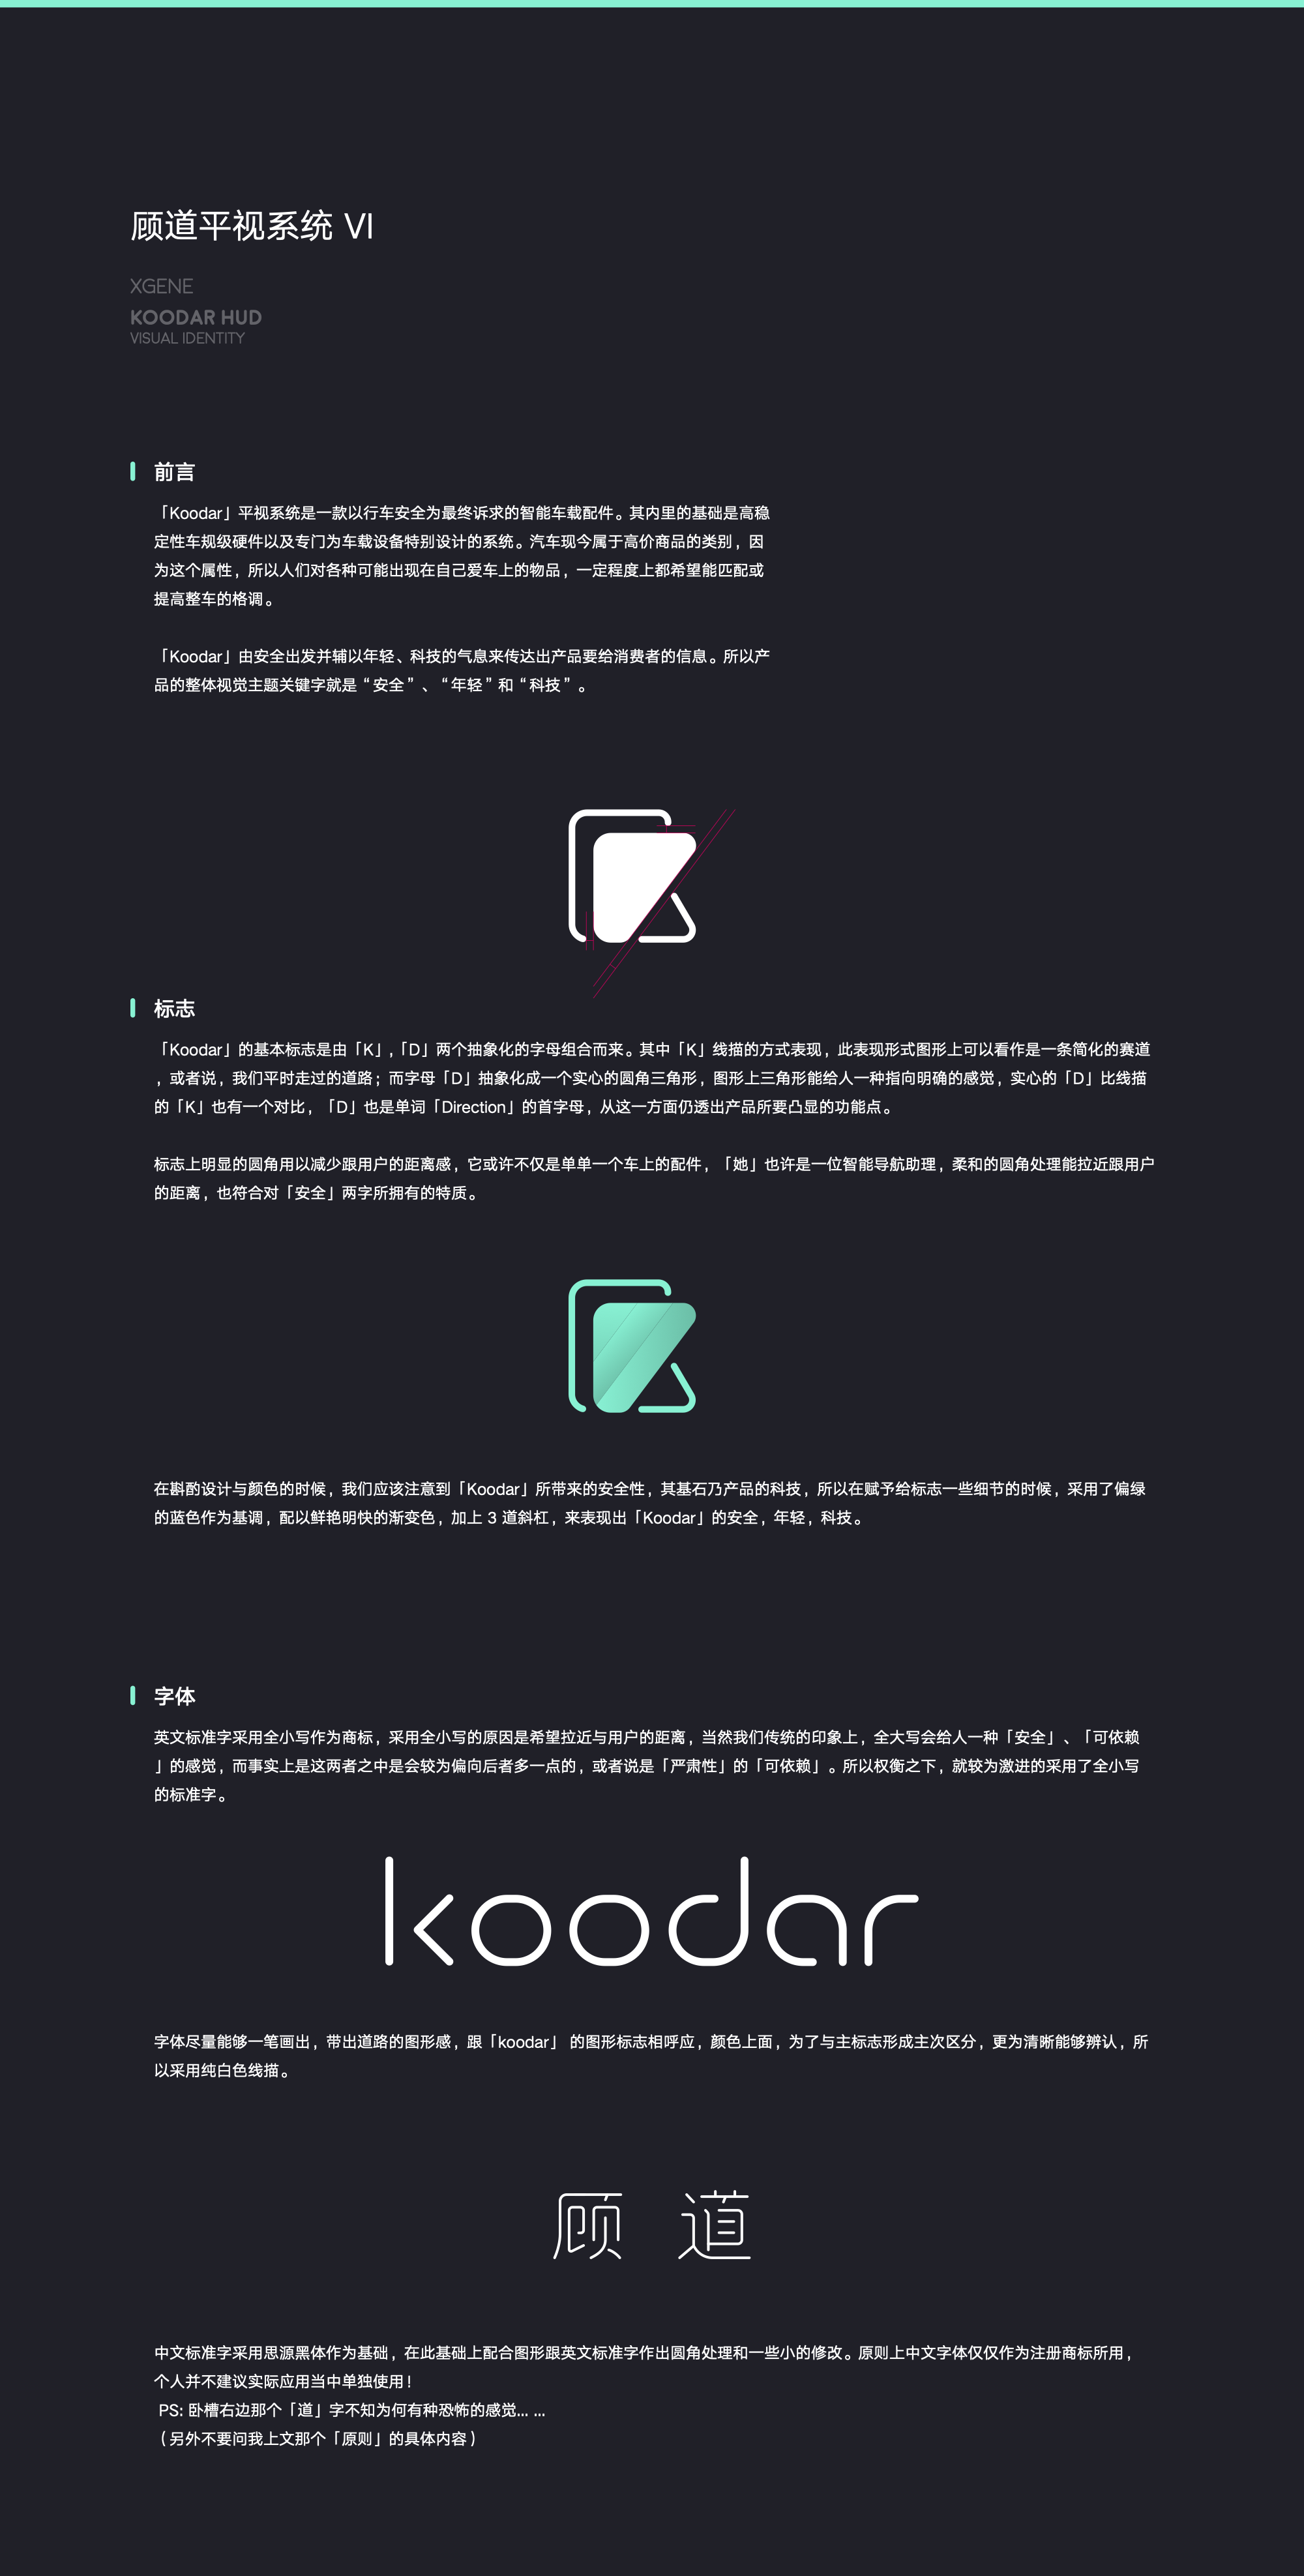 顾道平视系统 VI
XGENE
KOODAR HUD
VISUAL IDENTITY
前言
「Koodar」平视系统是一款以行车安全为最终诉求的智能车载配件。其内里的基础是高稳
定性车规级硬件以及专门为车载设备特别设计的系统。汽车现今属于高价商品的类别，因
为这个属性，所以人们对各种可能出现在自己爱车上的物品，一定程度上都希望能匹配或
提高整车的格调。
「Koodar」由安全出发并辅以年轻、科技的气息来传达出产品要给消费者的信息。所以产
品的整体视觉主题关键字就是“安全”、“年轻”和“科技”。
标志
「Koodar」的基本标志是由「K」，「D」两个抽象化的字母组合而来。其中「K」线描的方式表现，此表现形式图形上可以看作是一条简化的赛道
，或者说，我们平时走过的道路；而字母「D」抽象化成一个实心的圆角三角形，图形上三角形能给人一种指向明确的感觉，实心的「D」比线描
的「K」也有一个对比，「D」也是单词「Direction」的首字母，从这一方面仍透出产品所要凸显的功能点。
标志上明显的圆角用以减少跟用户的距离感，它或许不仅是单单一个车上的配件，「她」也许是一位智能导航助理，柔和的圆角处理能拉近跟用户
的距离，也符合对「安全」两字所拥有的特质。
在斟酌设计与颜色的时候，我们应该注意到「Koodar」所带来的安全性，其基石乃产品的科技，所以在赋予给标志一些细节的时候，采用了偏绿
的蓝色作为基调，配以鲜艳明快的渐变色，加上 3 道斜杠，来表现出「Koodar」的安全，年轻，科技。
字体
英文标准字采用全小写作为商标，采用全小写的原因是希望拉近与用户的距离，当然我们传统的印象上，全大写会给人一种「安全」、「可依赖
」的感觉，而事实上是这两者之中是会较为偏向后者多一点的，或者说是「严肃性」的「可依赖」。所以权衡之下，就较为激进的采用了全小写
的标准字。
koodar
字体尽量能够一笔画出，带出道路的图形感，跟「koodar」 的图形标志相呼应，颜色上面，为了与主标志形成主次区分，更为清晰能够辨认，所
以采用纯白色线描。
顾 道
中文标准字采用思源黑体作为基础，在此基础上配合图形跟英文标准字作出圆角处理和一些小的修改。原则上中文字体仅仅作为注册商标所用，
个人并不建议实际应用当中单独使用！
PS: 卧槽右边那个「道」字不知为何有种恐怖的感觉... ...
（另外不要问我上文那个「原则」的具体内容）